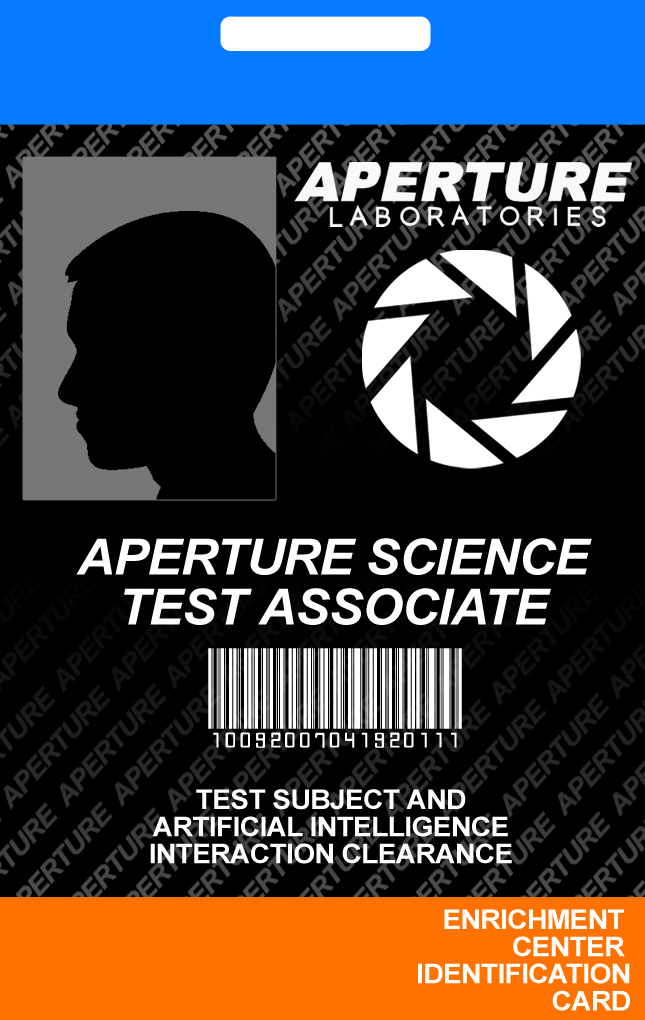 APERTURE
LABORATORIES
APERTURE SCIENCE
TEST ASSOCIATE
10092007041920111
TEST SUBJECT AND
ARTIFICIAL INTELLIGENCE
INTERACTION CLEARANCE
ENRICHMENT
CENTER
IDENTIFICATION
CARD